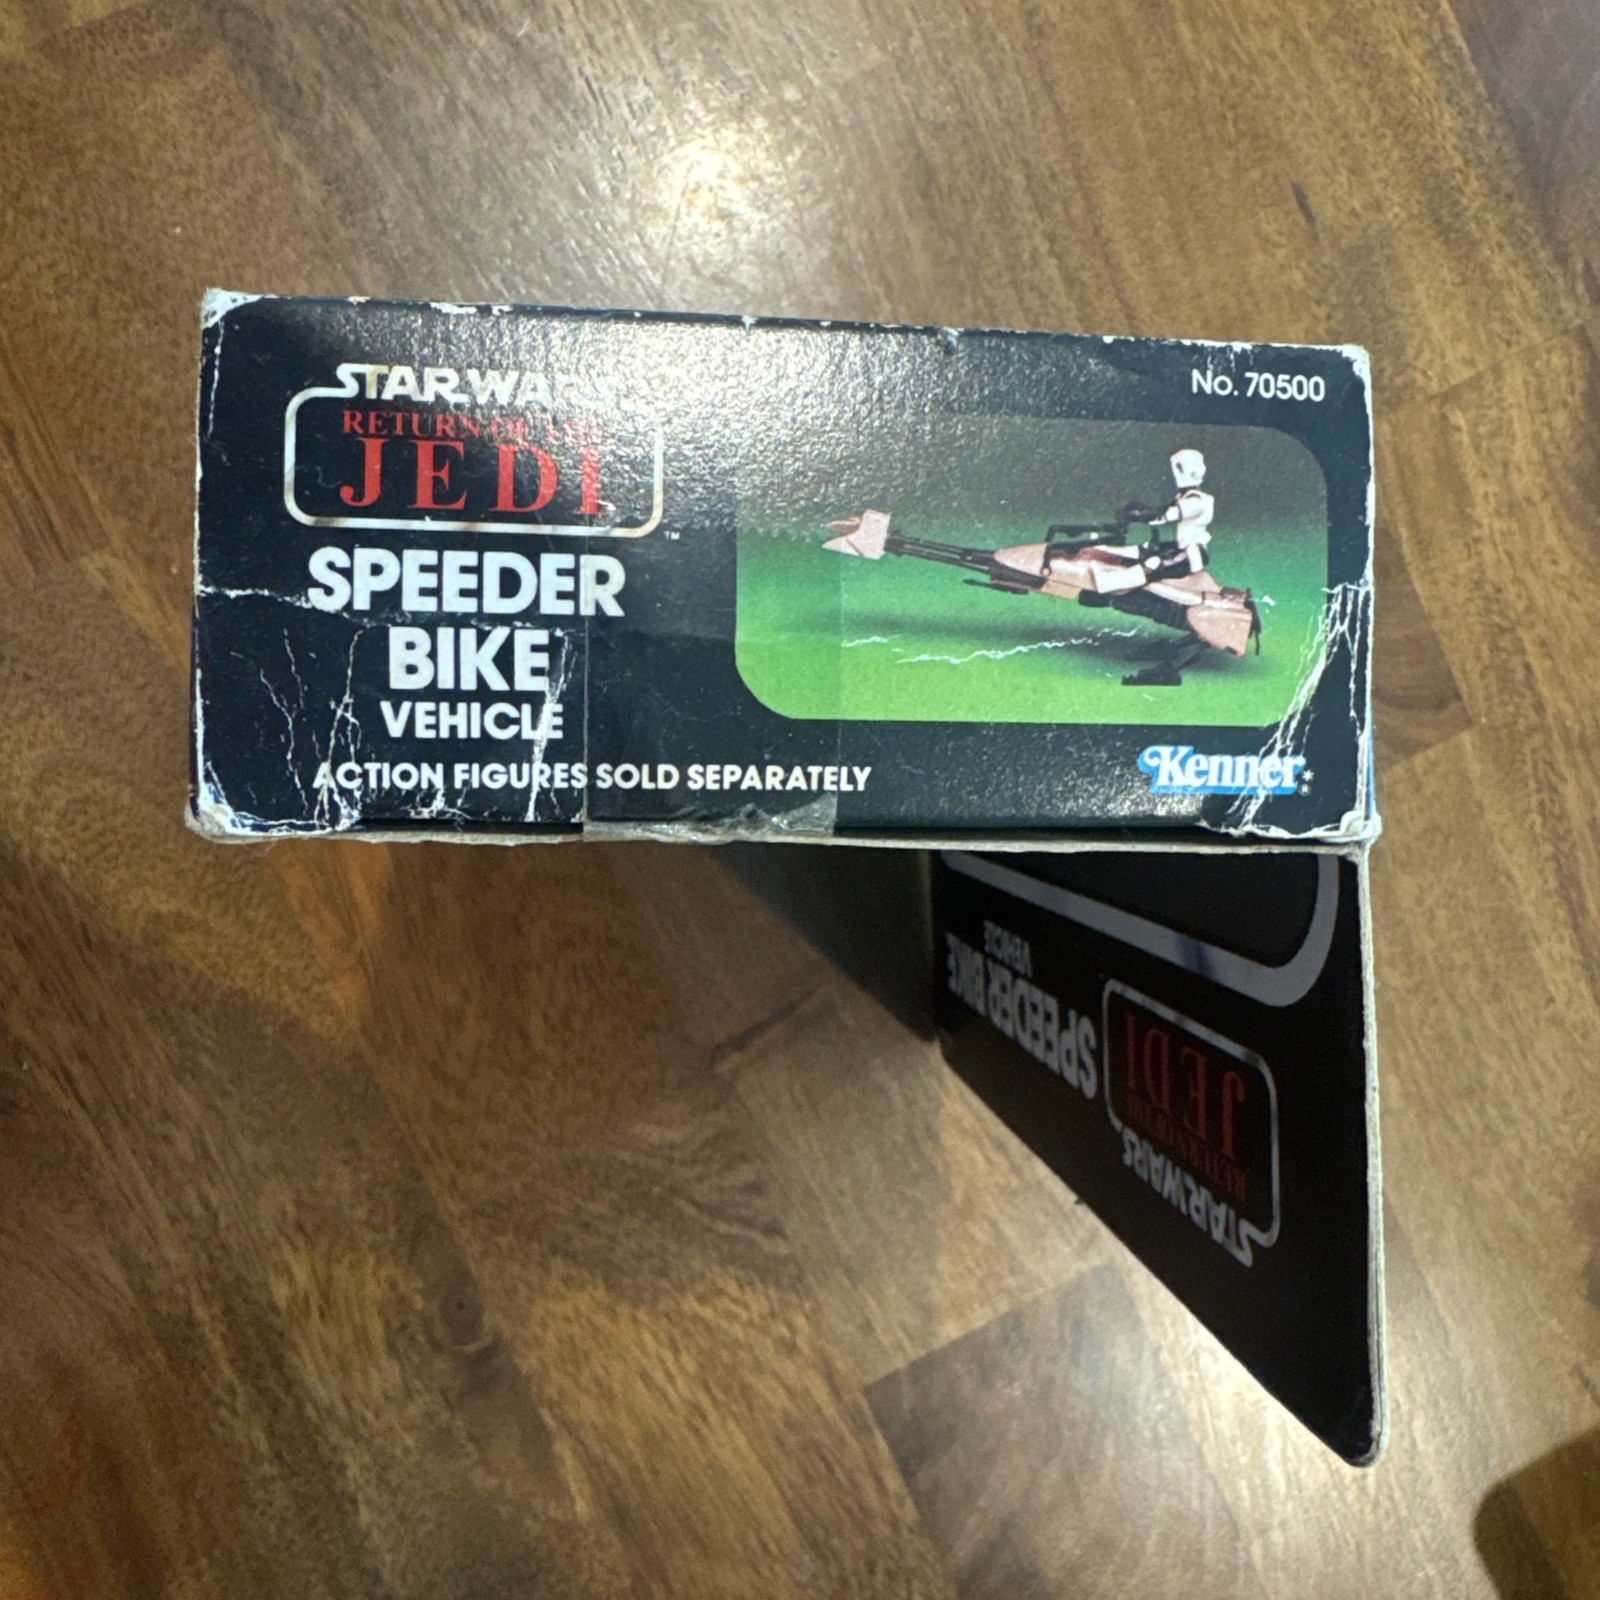 STAR WARS
RETURN OF THE
JEDI
™
SPEEDER
BIKE
VEHICLE
ACTION FIGURES SOLD SEPARATELY
No. 70500
Kenner
STAR WARS
RETURN OF THE
JEDI
SPEEDER BIKE
VEHICLE